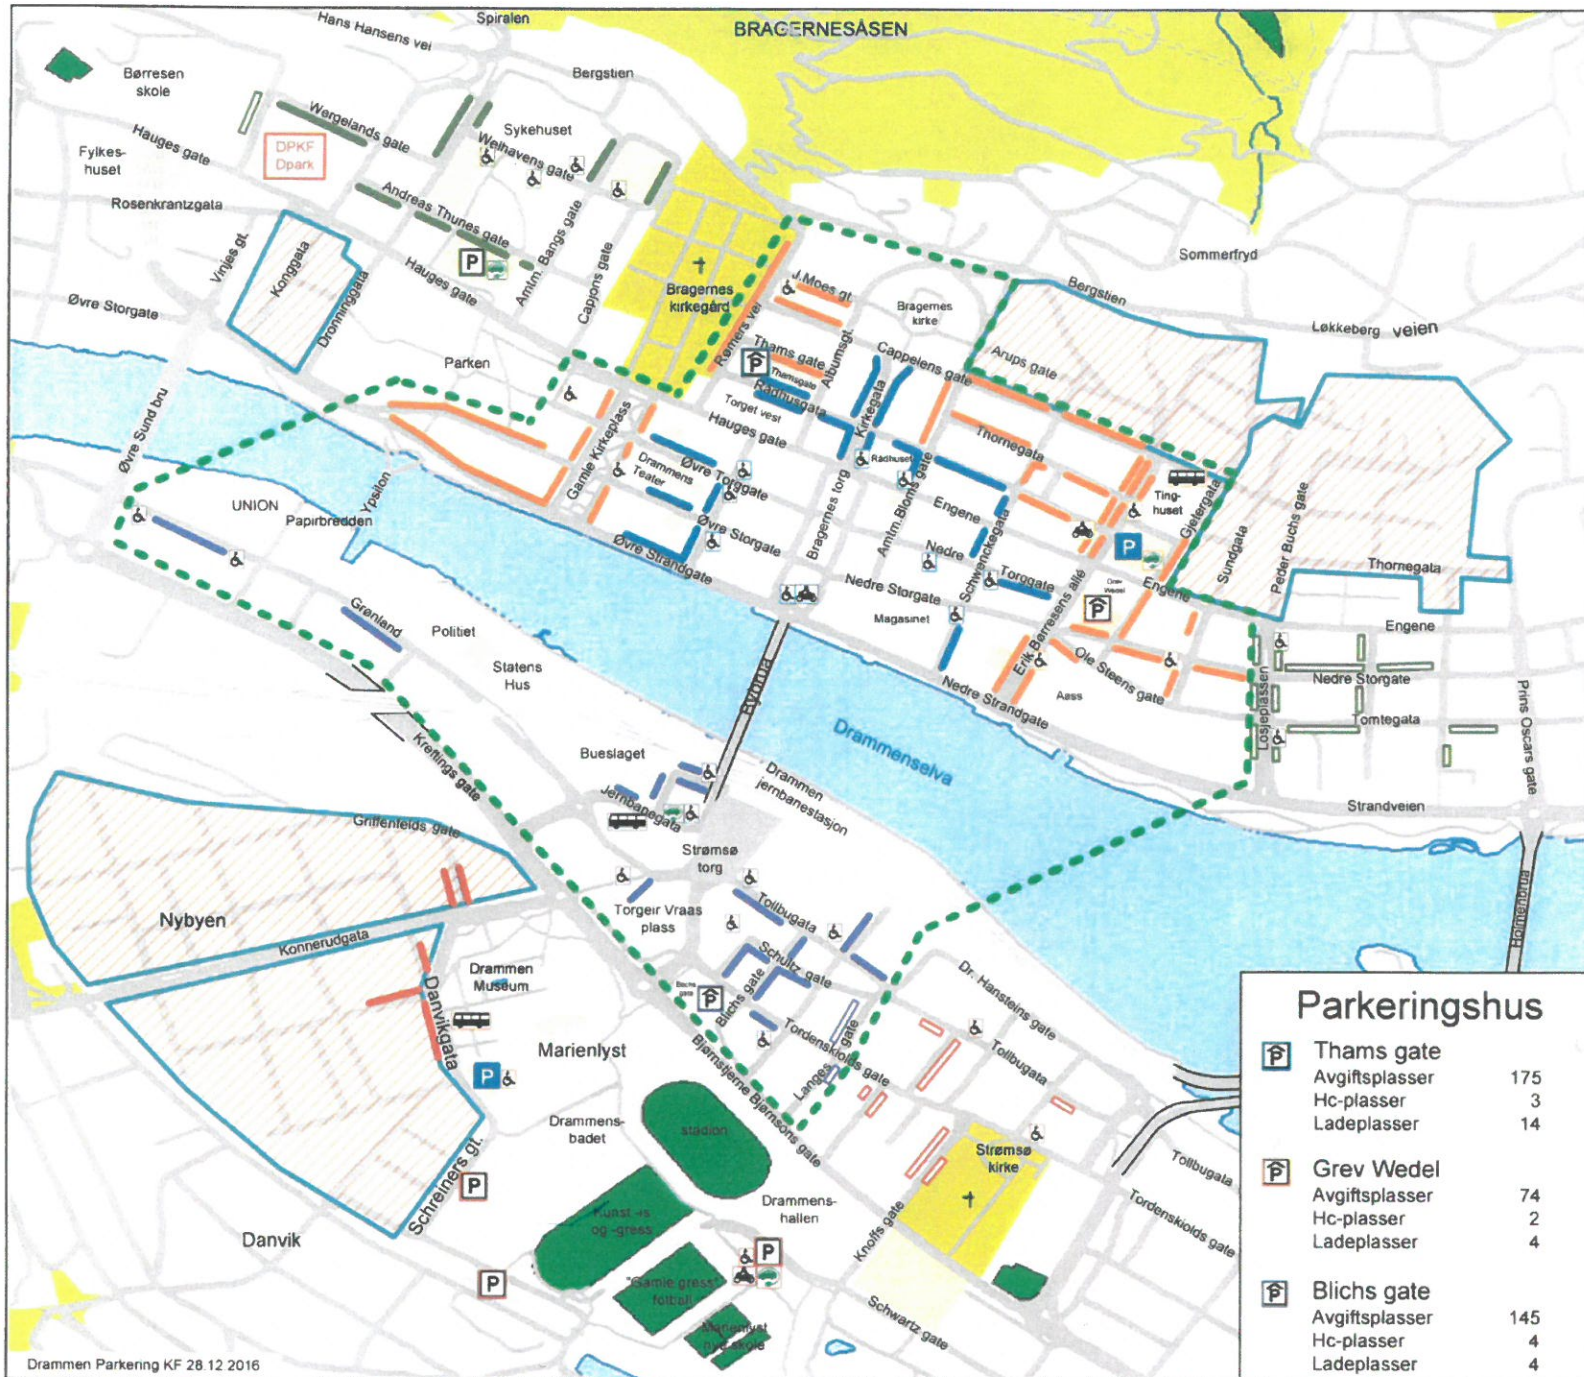 Spiralen
BRAGERNESÅSEN
Hans Hansens vei
Bergstien
Børresen
skole
Wergelands gate
Sykehuset
Welhavens gate
Hauges gate
DPKF
Dpark
Fylkes-
huset
Andreas Thunes gate
Rosenkrantzgata
Amtm. Bangs gate
Capjons gate
Vinjes gt.
Konggata
Dronninggata
Hauges gate
P
Bragernes
kirkegård
Sommerfryd
J.Moes gt.
Bergstien
Øvre Storgate
Rømers vei
Bragernes
kirke
Løkkeberg
veien
Parken
Thams gate
Thamsgate
Albumsgt.
Cappelens gate
Arups gate
P
Rådhusgata
Torget vest
Kirkegata
Hauges gate
Gamle Kirkeplass
Thornegata
Øvre Sund bru
Øvre Torggate
Drammens
Teater
Rådhuset
Ypsilon
Bragernes torg
Amtm.Bloms gate
Engene
Ting-
huset
Gjetergata
UNION
Papirbredden
Øvre Storgate
Schwenckegata
Sundgata
Peder Buchs gate
Øvre Strandgate
Nedre
Torggate
P
Thornegata
Nedre Storgate
Grev
Wedel
Engene
P
Grønland
Politiet
Magasinet
Erik Børresens allé
Engene
Statens
Hus
Ole Steens gate
Nedre Storgate
Aass
Bybrua
Nedre Strandgate
Losjeplassen
Tomtegata
Prins Oscars gate
Drammenselva
Kreftings gate
Bueslaget
Drammen
jernbanestasjon
Jernbanegata
Strandveien
Griffenfelds gate
Strømsø
torg
Tollbugata
Nybyen
Torgeir Vraas
plass
Holmenbrua
Konnerudgata
Schultz gate
Drammen
Museum
Danvikgata
Blichs
gate
P
Blichs gate
Dr. Hansteins gate
Marienlyst
Tordenskiolds gate
Tollbugata
P
Langes gate
Bjørnstjerne Bjørnsons gate
Drammens-
badet
stadion
Strømsø
kirke
Tollbugata
Schreiners gt.
P
Drammens-
hallen
Tordenskiolds gate
Kunst -is
og -gress
Knoffs gate
Danvik
P
P
"Gamle gress"
fotball
Schwartz gate
Marienlyst
nye skole
Drammen Parkering KF 28.12 2016
Parkeringshus
P Thams gate
Avgiftsplasser 175
Hc-plasser 3
Ladeplasser 14
P Grev Wedel
Avgiftsplasser 74
Hc-plasser 2
Ladeplasser 4
P Blichs gate
Avgiftsplasser 145
Hc-plasser 4
Ladeplasser 4